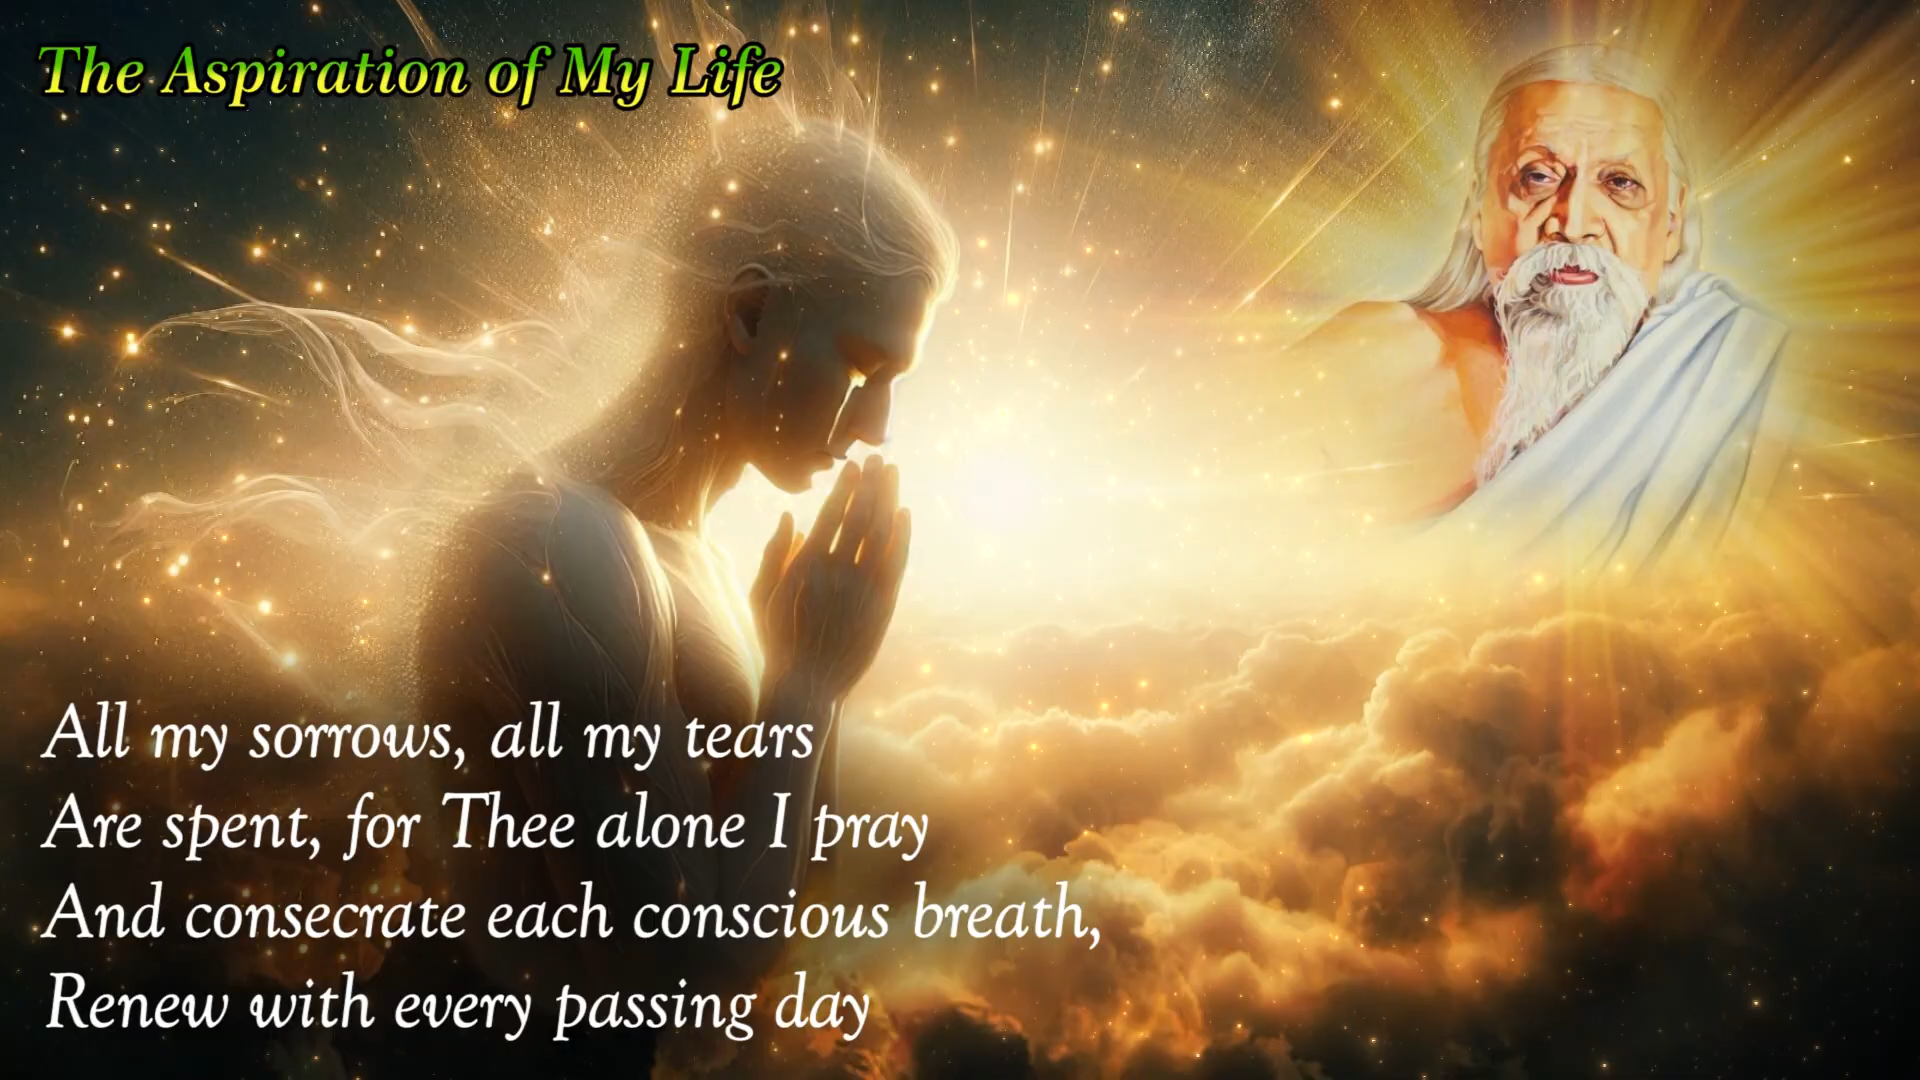 The Aspiration of My Life
All my sorrows, all my tears
Are spent, for Thee alone I pray
And consecrate each conscious breath,
Renew with every passing day